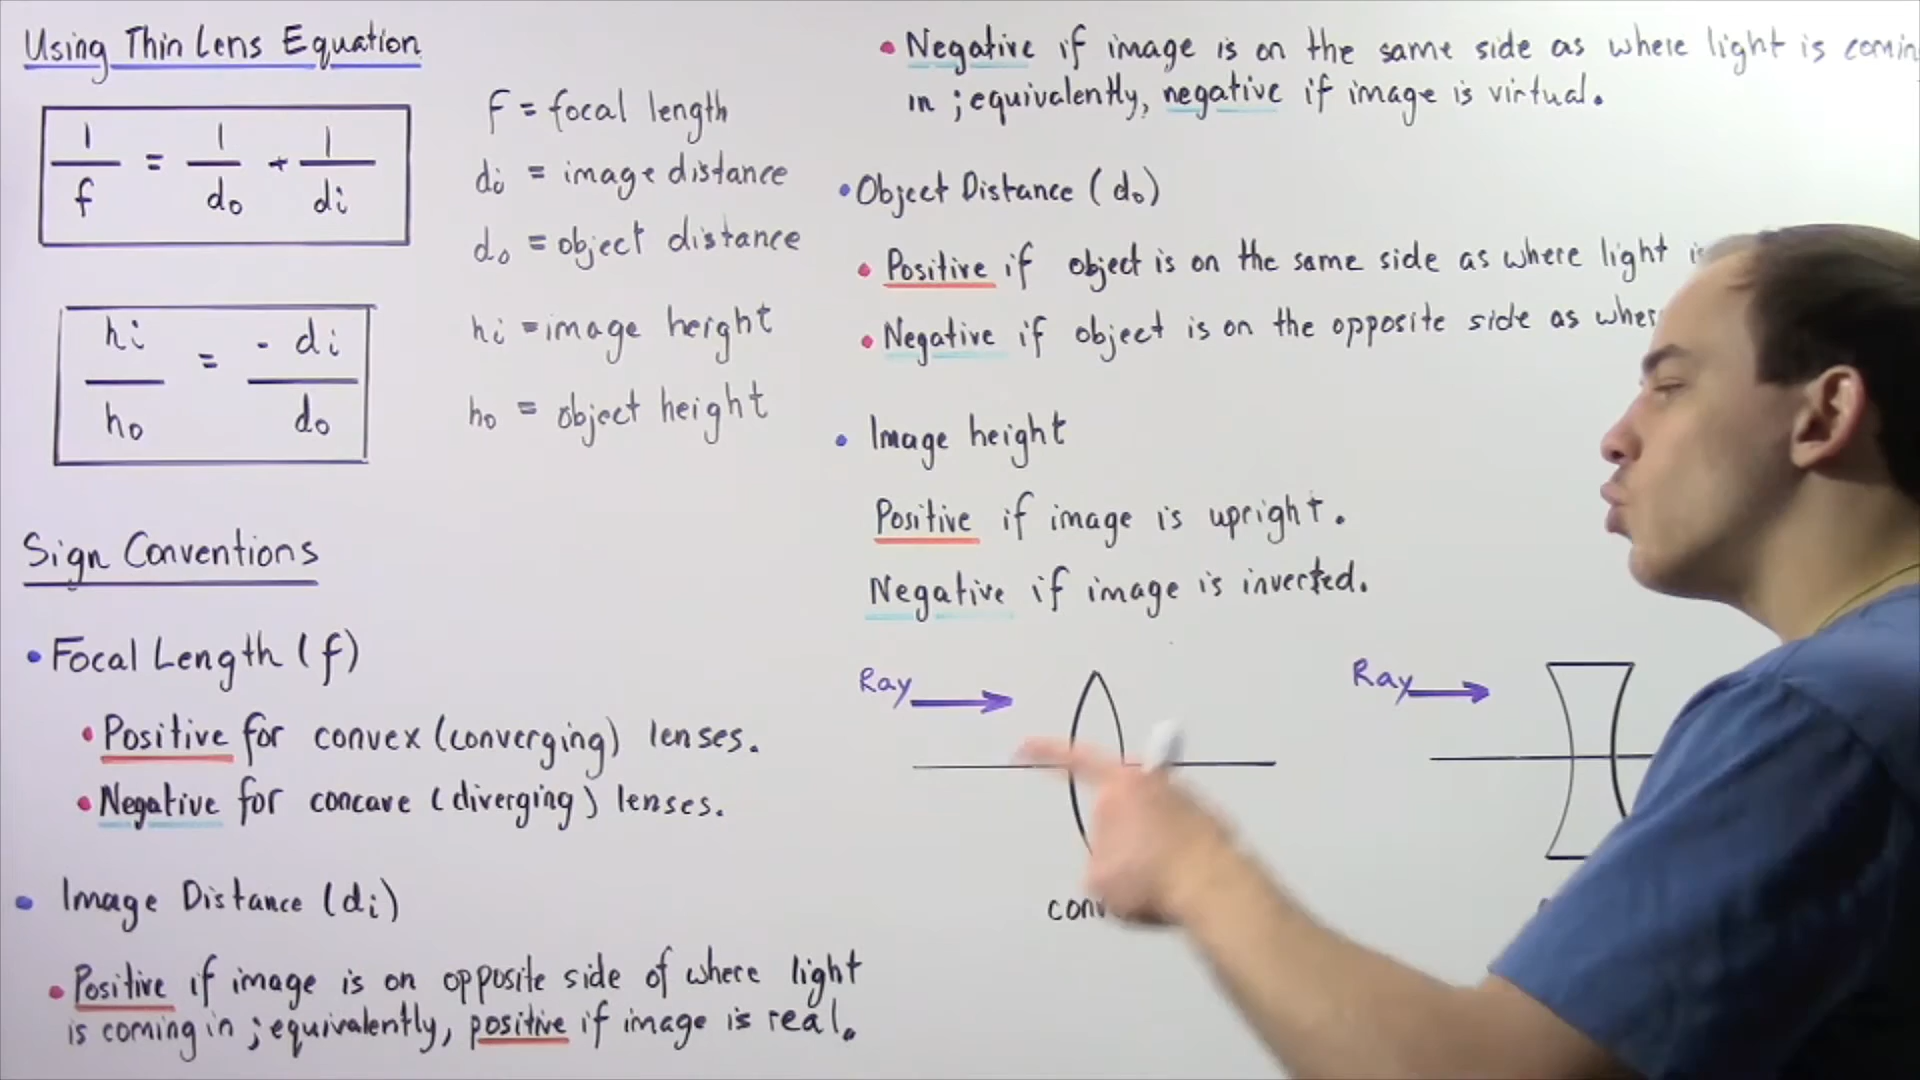 Using Thin Lens Equation
1/f = 1/do + 1/di
hi/ho = - di/do
f = focal length
di = image distance
do = object distance
hi = image height
ho = object height
Sign Conventions
• Focal Length (f)
• Positive for convex (converging) lenses.
• Negative for concave (diverging) lenses.
• Image Distance (di)
• Positive if image is on opposite side of where light
is coming in ; equivalently, positive if image is real.
• Negative if image is on the same side as where light is
in ; equivalently, negative if image is virtual.
• Object Distance (do)
• Positive if object is on the same side as where light
• Negative if object is on the opposite side as
• Image height
Positive if image is upright.
Negative if image is inverted.
Ray
Ray